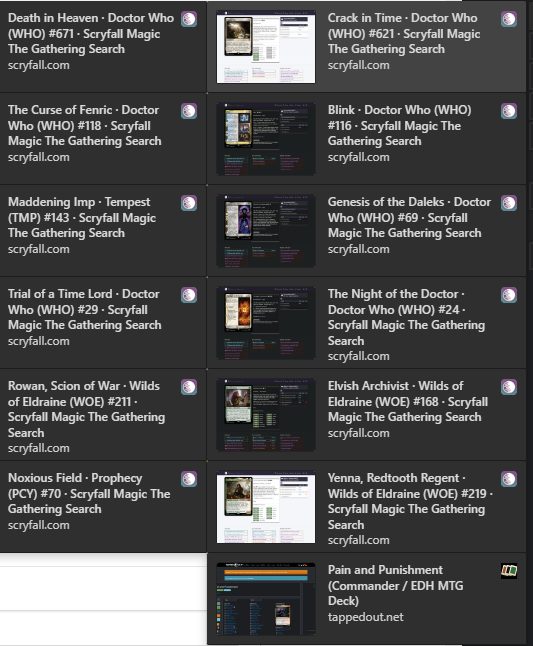 Death in Heaven · Doctor Who
(WHO) #671 · Scryfall Magic
The Gathering Search
scryfall.com
Crack in Time · Doctor Who
(WHO) #621 · Scryfall Magic
The Gathering Search
scryfall.com
The Curse of Fenric · Doctor
Who (WHO) #118 · Scryfall
Magic The Gathering Search
scryfall.com
Blink · Doctor Who (WHO)
#116 · Scryfall Magic The
Gathering Search
scryfall.com
Maddening Imp · Tempest
(TMP) #143 · Scryfall Magic
The Gathering Search
scryfall.com
Genesis of the Daleks · Doctor
Who (WHO) #69 · Scryfall
Magic The Gathering Search
scryfall.com
Trial of a Time Lord · Doctor
Who (WHO) #29 · Scryfall
Magic The Gathering Search
scryfall.com
The Night of the Doctor ·
Doctor Who (WHO) #24 ·
Scryfall Magic The Gathering
Search
scryfall.com
Rowan, Scion of War · Wilds
of Eldraine (WOE) #211 ·
Scryfall Magic The Gathering
Search
scryfall.com
Elvish Archivist · Wilds of
Eldraine (WOE) #168 · Scryfall
Magic The Gathering Search
scryfall.com
Noxious Field · Prophecy
(PCY) #70 · Scryfall Magic The
Gathering Search
scryfall.com
Yenna, Redtooth Regent ·
Wilds of Eldraine (WOE) #219 ·
Scryfall Magic The Gathering
Search
scryfall.com
Pain and Punishment
(Commander / EDH MTG
Deck)
tappedout.net